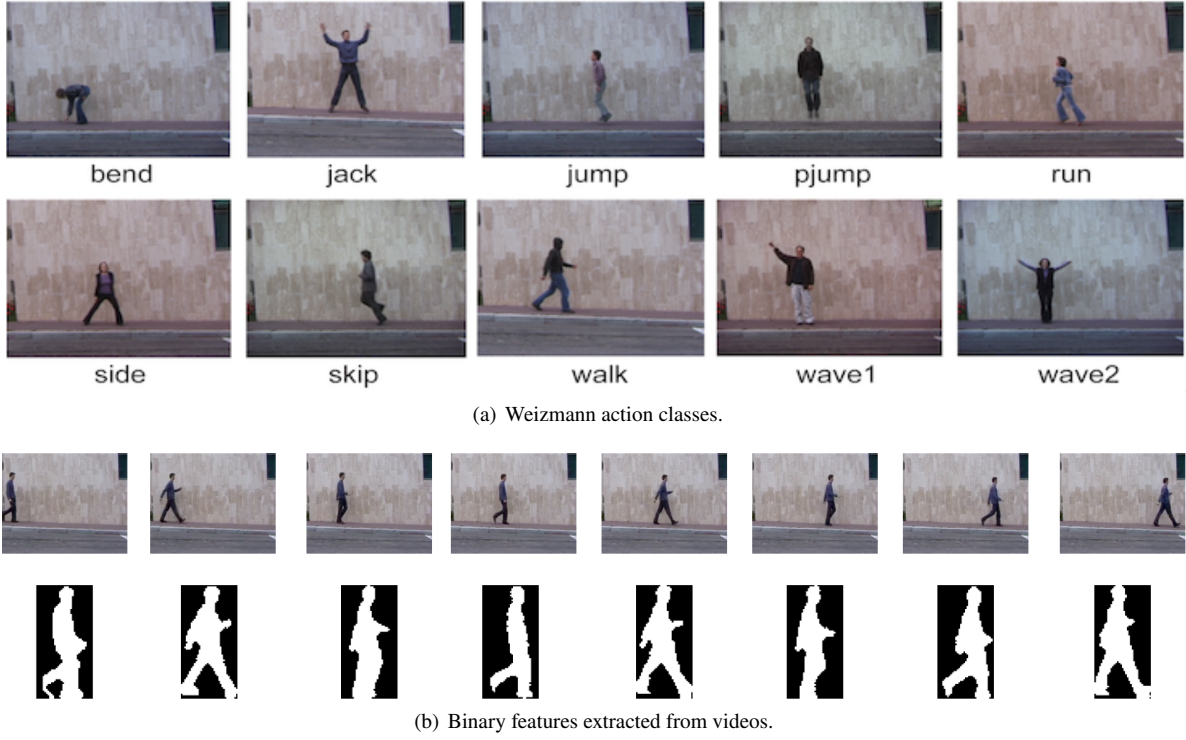 bend jack jump pjump run
side skip walk wave1 wave2
(a) Weizmann action classes.
(b) Binary features extracted from videos.